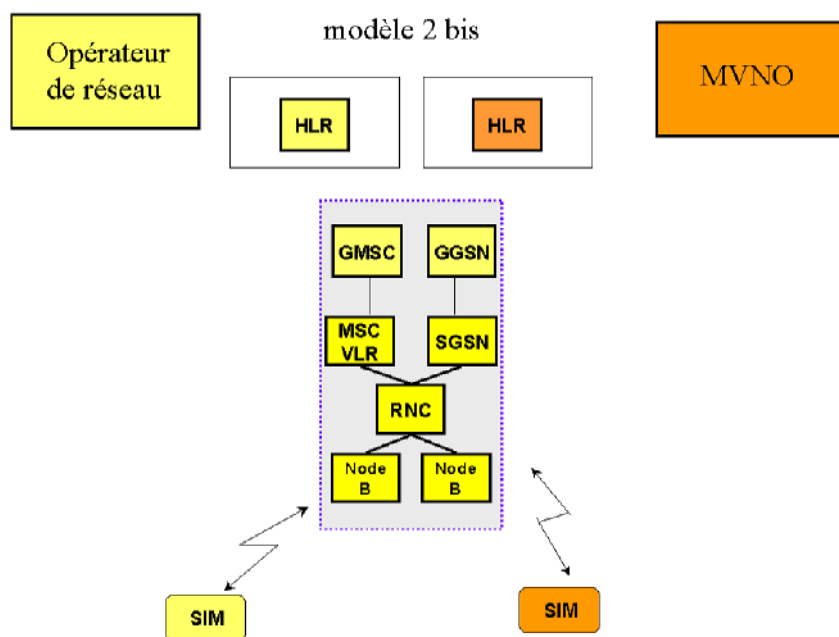 modèle 2 bis
Opérateur
de réseau
MVNO
HLR
HLR
GMSC
GGSN
MSC
VLR
SGSN
RNC
Node
B
Node
B
SIM
SIM